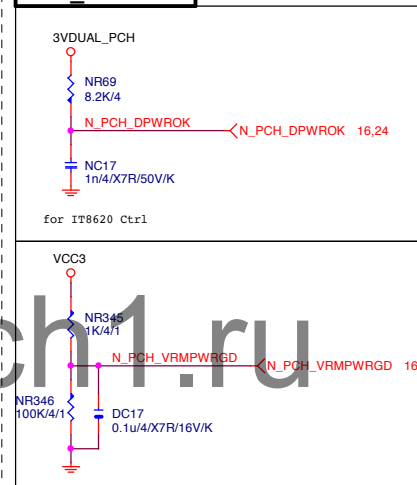 3VDUAL_PCH
NR69
8.2K/4
N_PCH_DPWROK
N_PCH_DPWROK 16,24
NC17
1n/4/X7R/50V/K
for IT8620 Ctrl
VCC3
NR345
1K/4/1
N_PCH_VRMPWRGD
N_PCH_VRMPWRGD 16
NR346
100K/4/1
DC17
0.1u/4/X7R/16V/K
ch1.ru